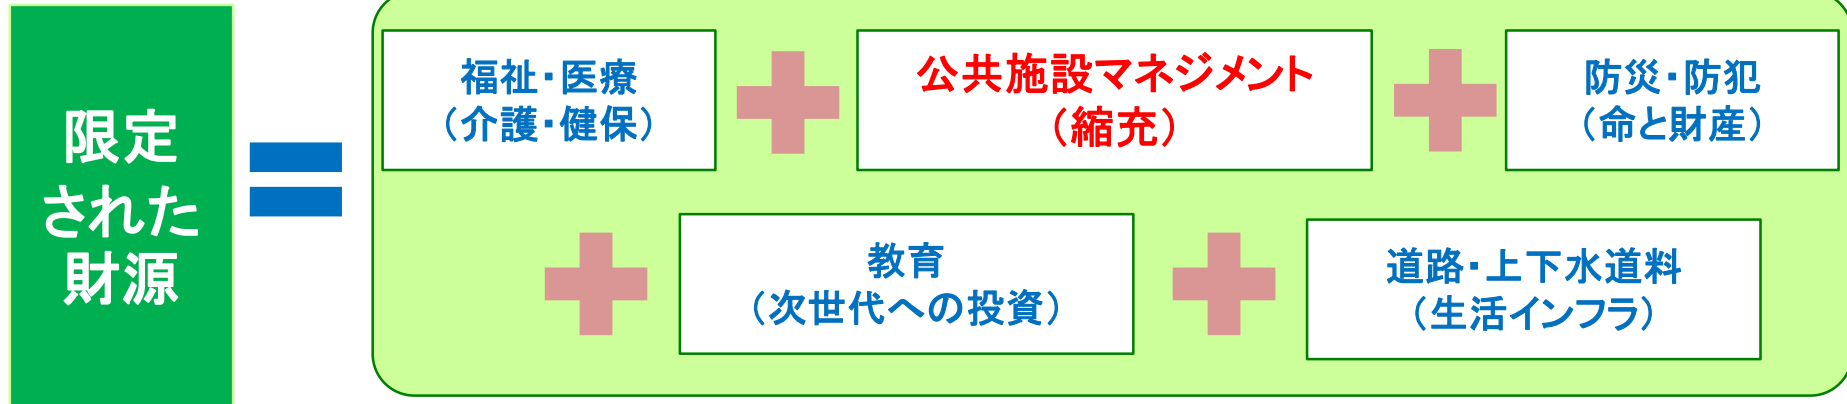 限定
された
財源
福祉・医療
（介護・健保）
公共施設マネジメント
（縮充）
防災・防犯
（命と財産）
教育
（次世代への投資）
道路・上下水道料
（生活インフラ）